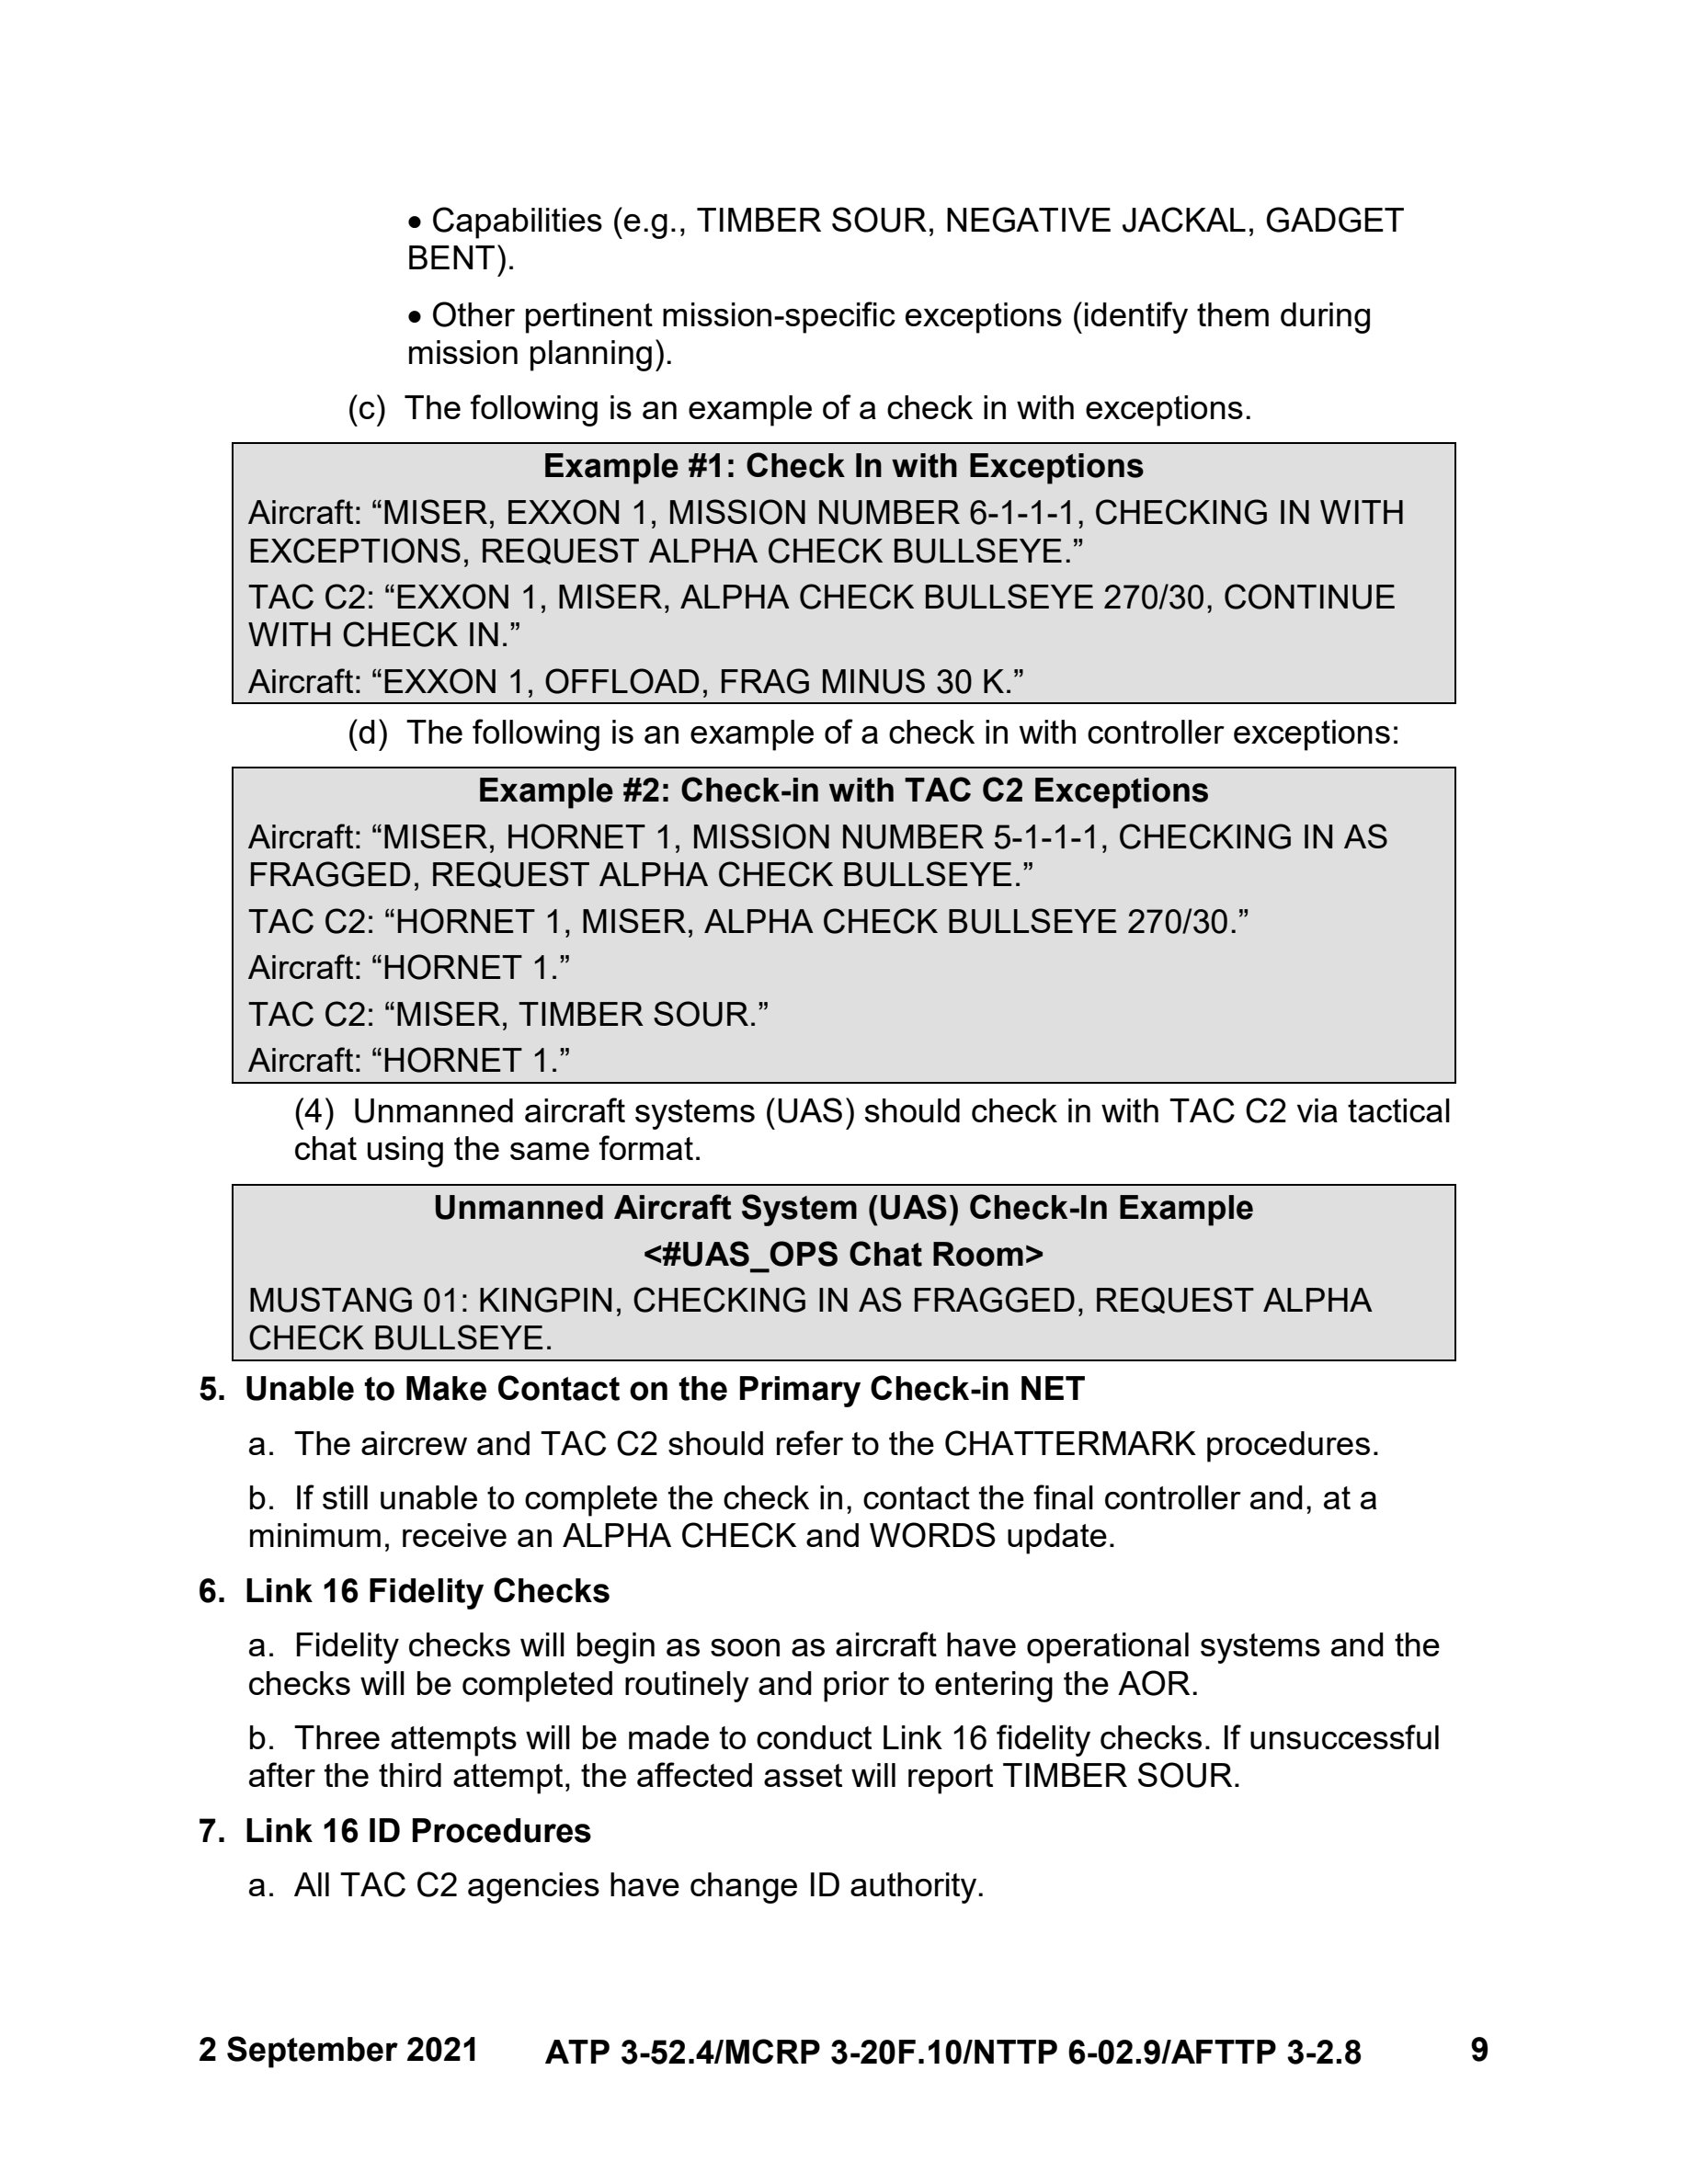 • Capabilities (e.g., TIMBER SOUR, NEGATIVE JACKAL, GADGET
BENT).
• Other pertinent mission-specific exceptions (identify them during
mission planning).
(c) The following is an example of a check in with exceptions.
Example #1: Check In with Exceptions
Aircraft: “MISER, EXXON 1, MISSION NUMBER 6-1-1-1, CHECKING IN WITH
EXCEPTIONS, REQUEST ALPHA CHECK BULLSEYE.”
TAC C2: “EXXON 1, MISER, ALPHA CHECK BULLSEYE 270/30, CONTINUE
WITH CHECK IN.”
Aircraft: “EXXON 1, OFFLOAD, FRAG MINUS 30 K.”
(d) The following is an example of a check in with controller exceptions:
Example #2: Check-in with TAC C2 Exceptions
Aircraft: “MISER, HORNET 1, MISSION NUMBER 5-1-1-1, CHECKING IN AS
FRAGGED, REQUEST ALPHA CHECK BULLSEYE.”
TAC C2: “HORNET 1, MISER, ALPHA CHECK BULLSEYE 270/30.”
Aircraft: “HORNET 1.”
TAC C2: “MISER, TIMBER SOUR.”
Aircraft: “HORNET 1.”
(4) Unmanned aircraft systems (UAS) should check in with TAC C2 via tactical
chat using the same format.
Unmanned Aircraft System (UAS) Check-In Example
<#UAS_OPS Chat Room>
MUSTANG 01: KINGPIN, CHECKING IN AS FRAGGED, REQUEST ALPHA
CHECK BULLSEYE.
5. Unable to Make Contact on the Primary Check-in NET
a. The aircrew and TAC C2 should refer to the CHATTERMARK procedures.
b. If still unable to complete the check in, contact the final controller and, at a
minimum, receive an ALPHA CHECK and WORDS update.
6. Link 16 Fidelity Checks
a. Fidelity checks will begin as soon as aircraft have operational systems and the
checks will be completed routinely and prior to entering the AOR.
b. Three attempts will be made to conduct Link 16 fidelity checks. If unsuccessful
after the third attempt, the affected asset will report TIMBER SOUR.
7. Link 16 ID Procedures
a. All TAC C2 agencies have change ID authority.
2 September 2021 ATP 3-52.4/MCRP 3-20F.10/NTTP 6-02.9/AFTTP 3-2.8 9